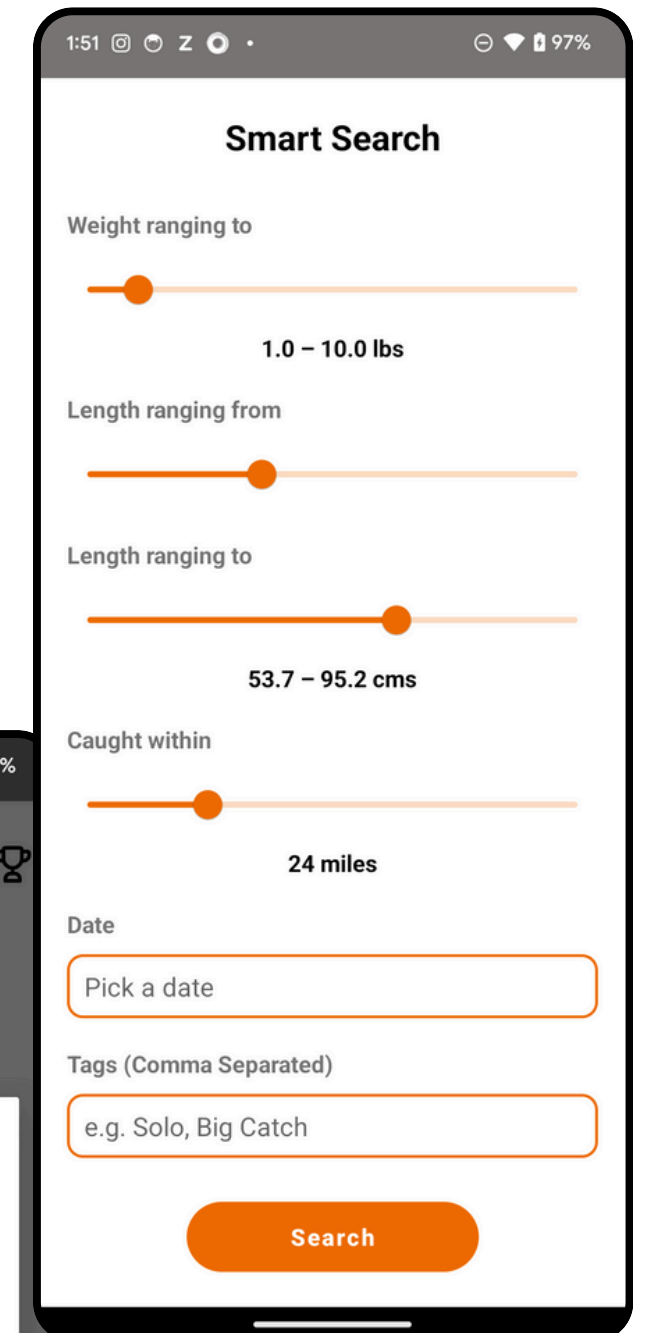 1:51 Z 97%
Smart Search
Weight ranging to
1.0 – 10.0 lbs
Length ranging from
Length ranging to
53.7 – 95.2 cms
%
Caught within
24 miles
Date
Pick a date
Tags (Comma Separated)
e.g. Solo, Big Catch
Search